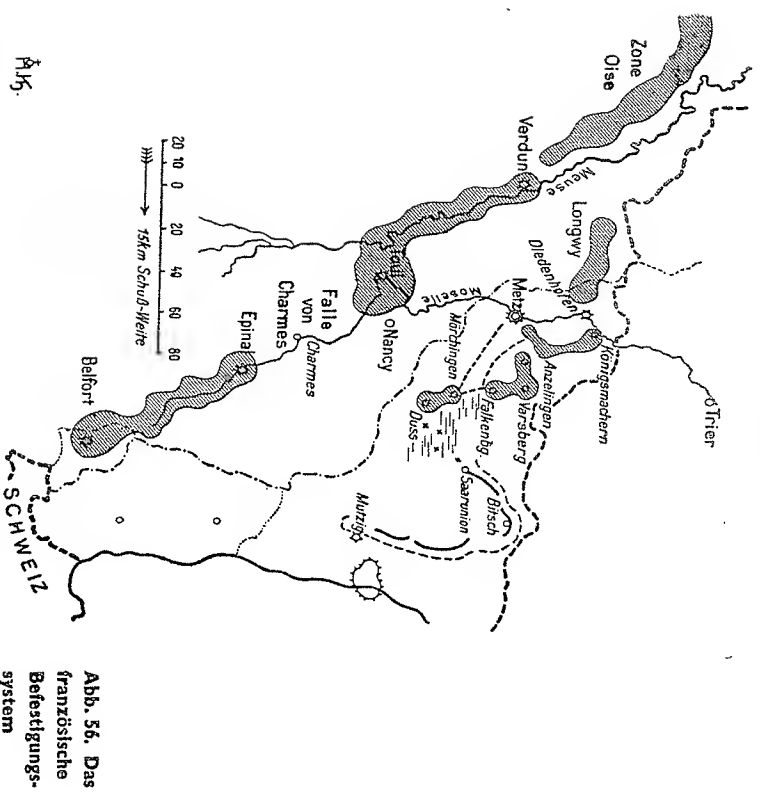 Zone
Oise
Verdun
Meuse
Longwy
Diedenhofen
Königsmachern
Trier
Metz
Anzelingen
Varsberg
Falkenbg.
Mörchingen
Duss
Moselle
Toul
Nancy
Saarunion
Bitsch
Mutzig
Falle
von
Charmes
Charmes
Epina
Belfort
SCHWEIZ
20 10 0 20 40 60 80
15km Schuß-Weite
Abb. 56. Das
französische
Befestigungs-
system